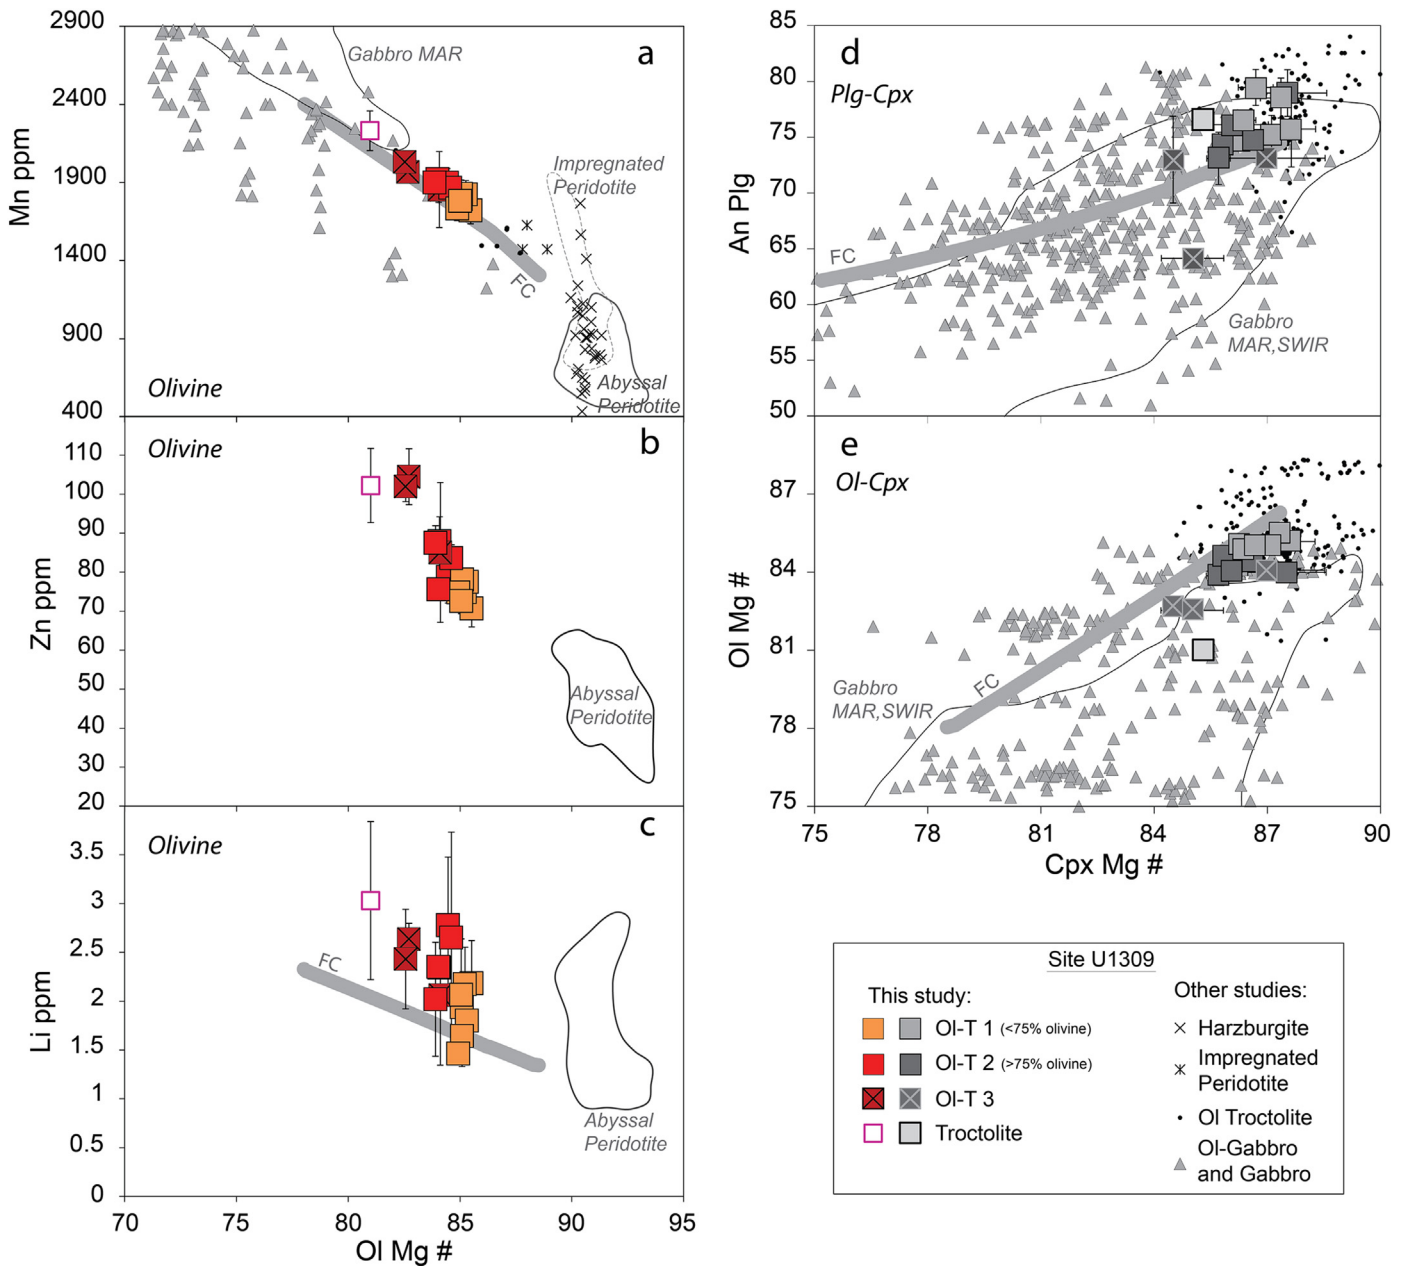 a
Gabbro MAR
Impregnated
Peridotite
FC
Olivine
Abyssal
Peridotite
Mn ppm
2900
2400
1900
1400
900
400
b
Olivine
Abyssal
Peridotite
Zn ppm
110
100
90
80
70
60
50
40
30
20
c
Olivine
FC
Abyssal
Peridotite
Li ppm
3.5
3
2.5
2
1.5
1
0.5
0
70
75
80
85
90
95
Ol Mg #
d
Plg-Cpx
FC
Gabbro
MAR,SWIR
An Plg
85
80
75
70
65
60
55
50
e
Ol-Cpx
FC
Gabbro
MAR,SWIR
Ol Mg #
87
84
81
78
75
75
78
81
84
87
90
Cpx Mg #
Site U1309
This study:
Ol-T 1 (<75% olivine)
Ol-T 2 (>75% olivine)
Ol-T 3
Troctolite
Other studies:
Harzburgite
Impregnated
Peridotite
Ol Troctolite
Ol-Gabbro
and Gabbro